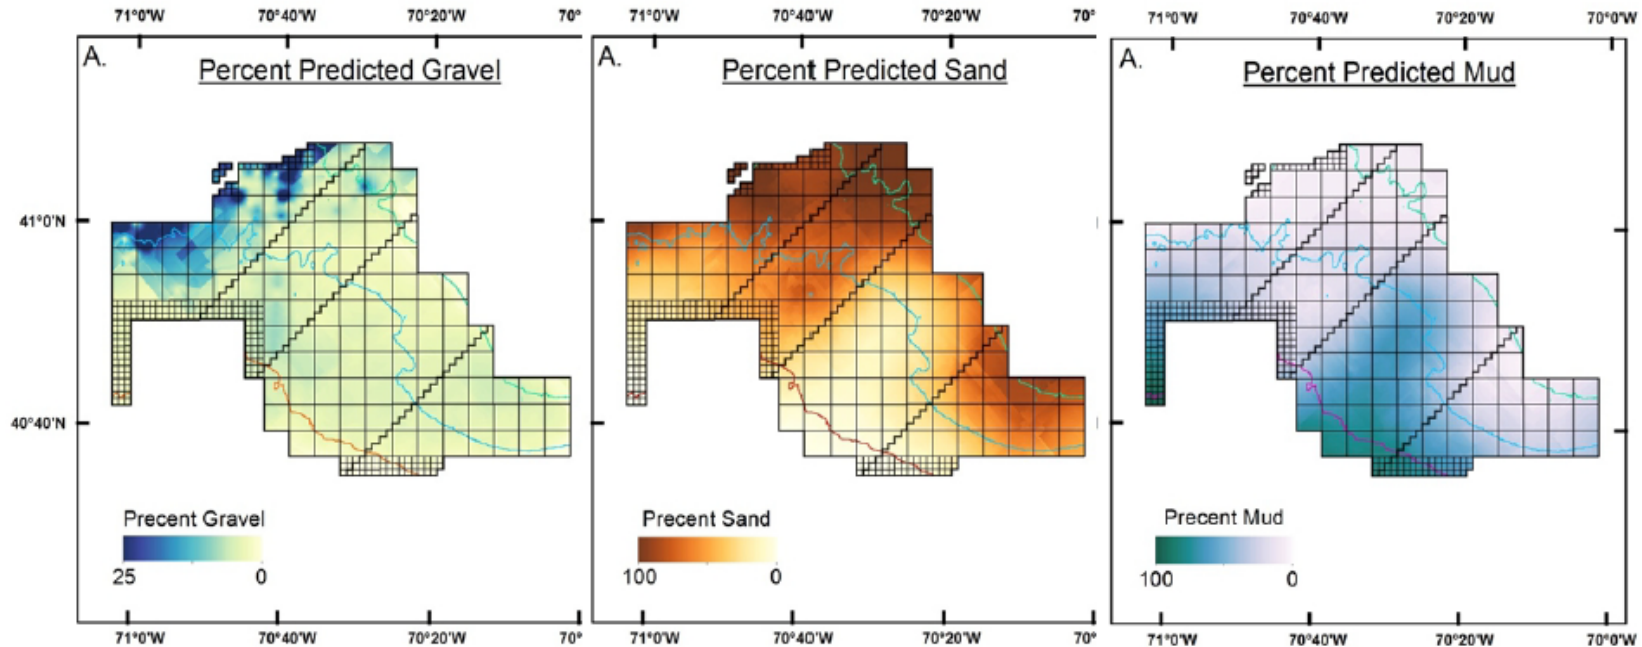 71°0'W 70°40'W 70°20'W 70° 71°0'W 70°40'W 70°20'W 70° 71°0'W 70°40'W 70°20'W 70°0'W
A. A. A.
Percent Predicted Gravel Percent Predicted Sand Percent Predicted Mud
41°0'N
40°40'N
Precent Gravel Precent Sand Precent Mud
25 0 100 0 100 0
71°0'W 70°40'W 70°20'W 70° 71°0'W 70°40'W 70°20'W 70° 71°0'W 70°40'W 70°20'W 70°0'W